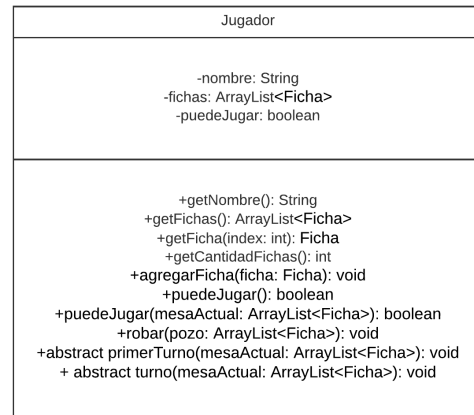 Jugador
-nombre: String
-fichas: ArrayList<Ficha>
-puedeJugar: boolean
+getNombre(): String
+getFichas(): ArrayList<Ficha>
+getFicha(index: int): Ficha
+getCantidadFichas(): int
+agregarFicha(ficha: Ficha): void
+puedeJugar(): boolean
+puedeJugar(mesaActual: ArrayList<Ficha>): boolean
+robar(pozo: ArrayList<Ficha>): void
+abstract primerTurno(mesaActual: ArrayList<Ficha>): void
+ abstract turno(mesaActual: ArrayList<Ficha>): void